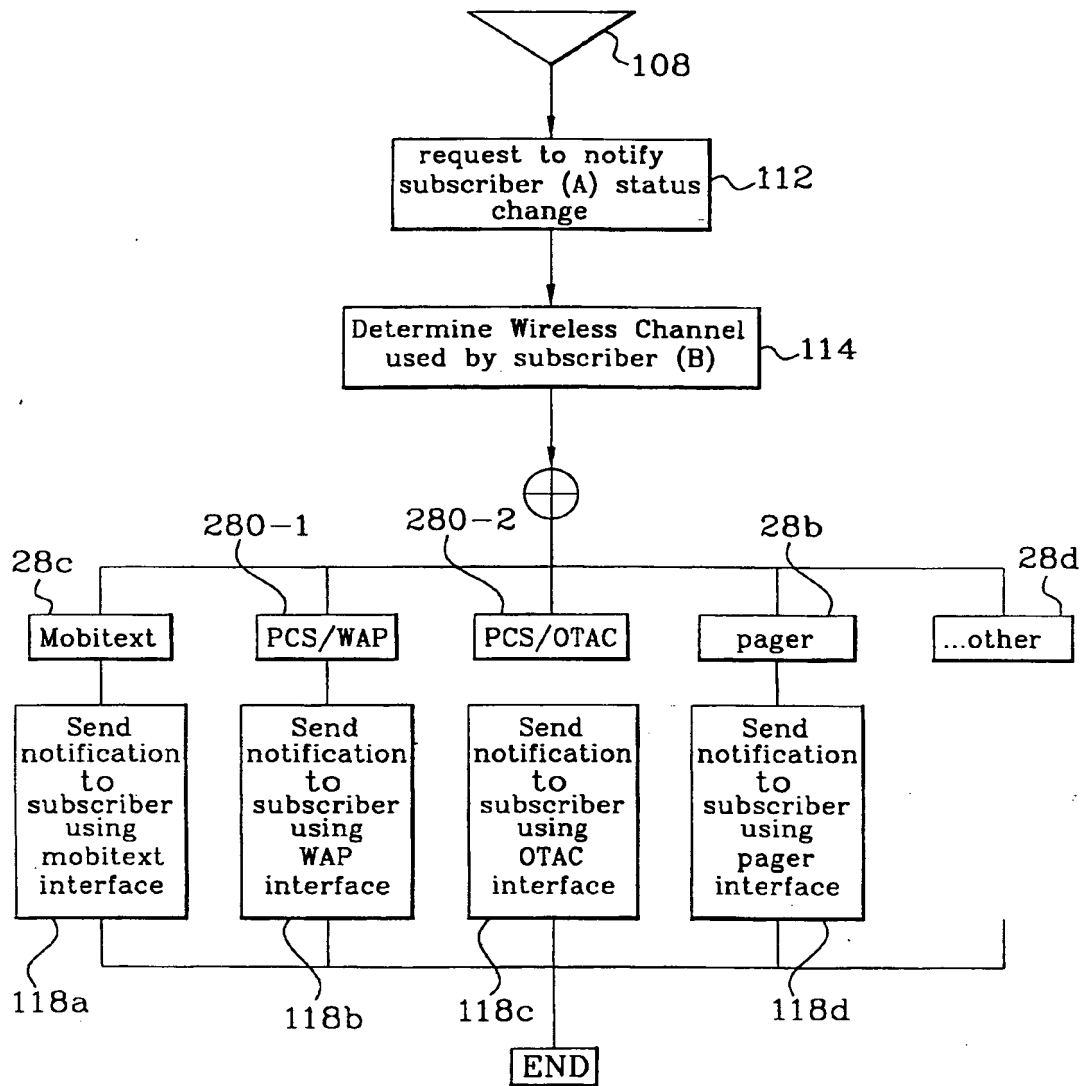 108
request to notify
subscriber (A) status
change
112
Determine Wireless Channel
used by subscriber (B)
114
28c
280-1
280-2
28b
28d
Mobitext
PCS/WAP
PCS/OTAC
pager
...other
Send
notification
to
subscriber
using
mobitext
interface
Send
notification
to
subscriber
using
WAP
interface
Send
notification
to
subscriber
using
OTAC
interface
Send
notification
to
subscriber
using
pager
interface
118a
118b
118c
118d
END